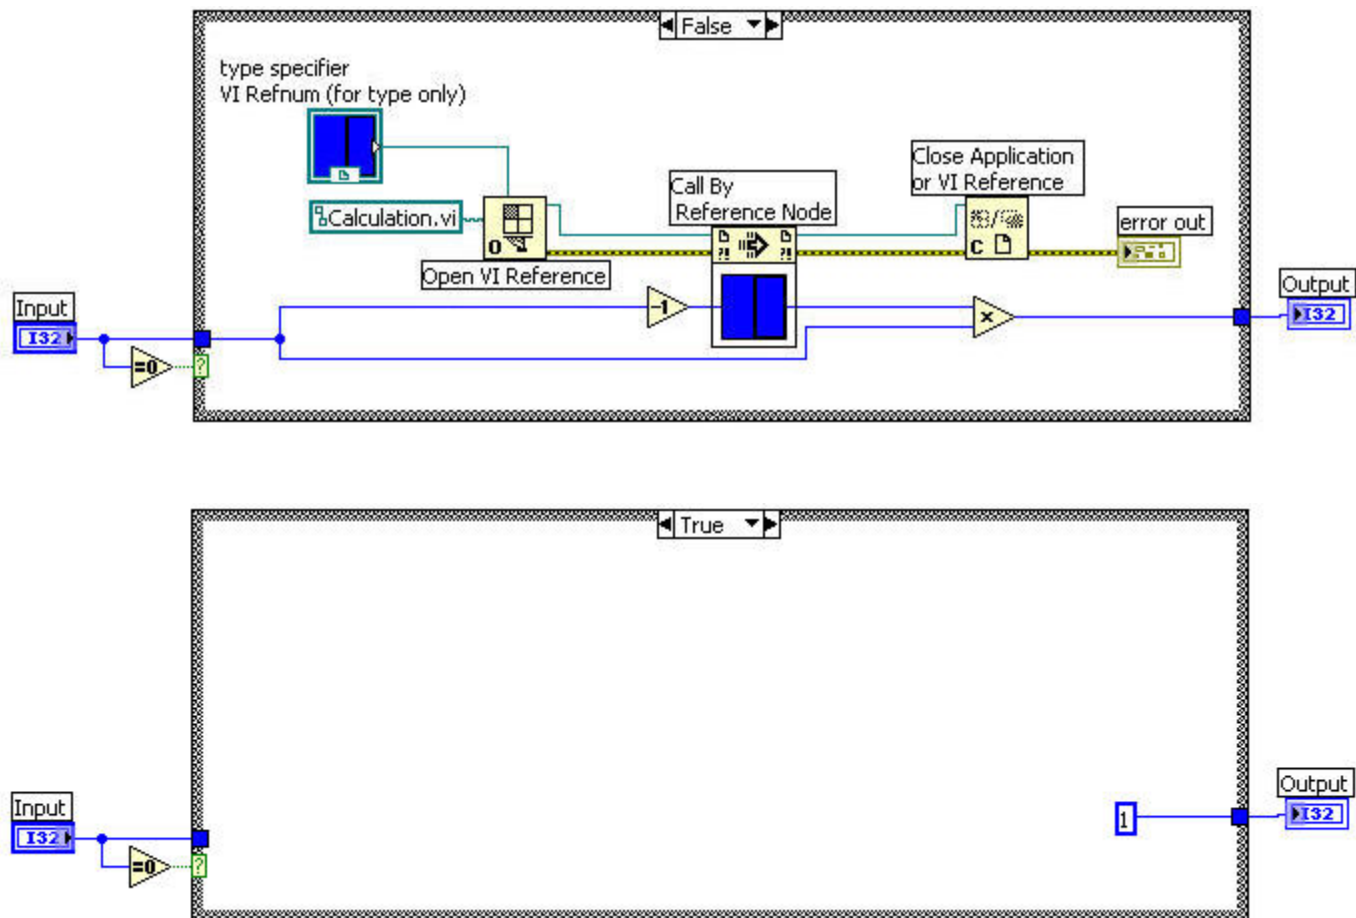 False
type specifier
VI Refnum (for type only)
Close Application
or VI Reference
Call By
Reference Node
Calculation.vi
error out
O
?!
?!
C
Open VI Reference
Output
Input
-1
I32
I32
x
=0
?
True
Output
Input
1
I32
I32
=0
?